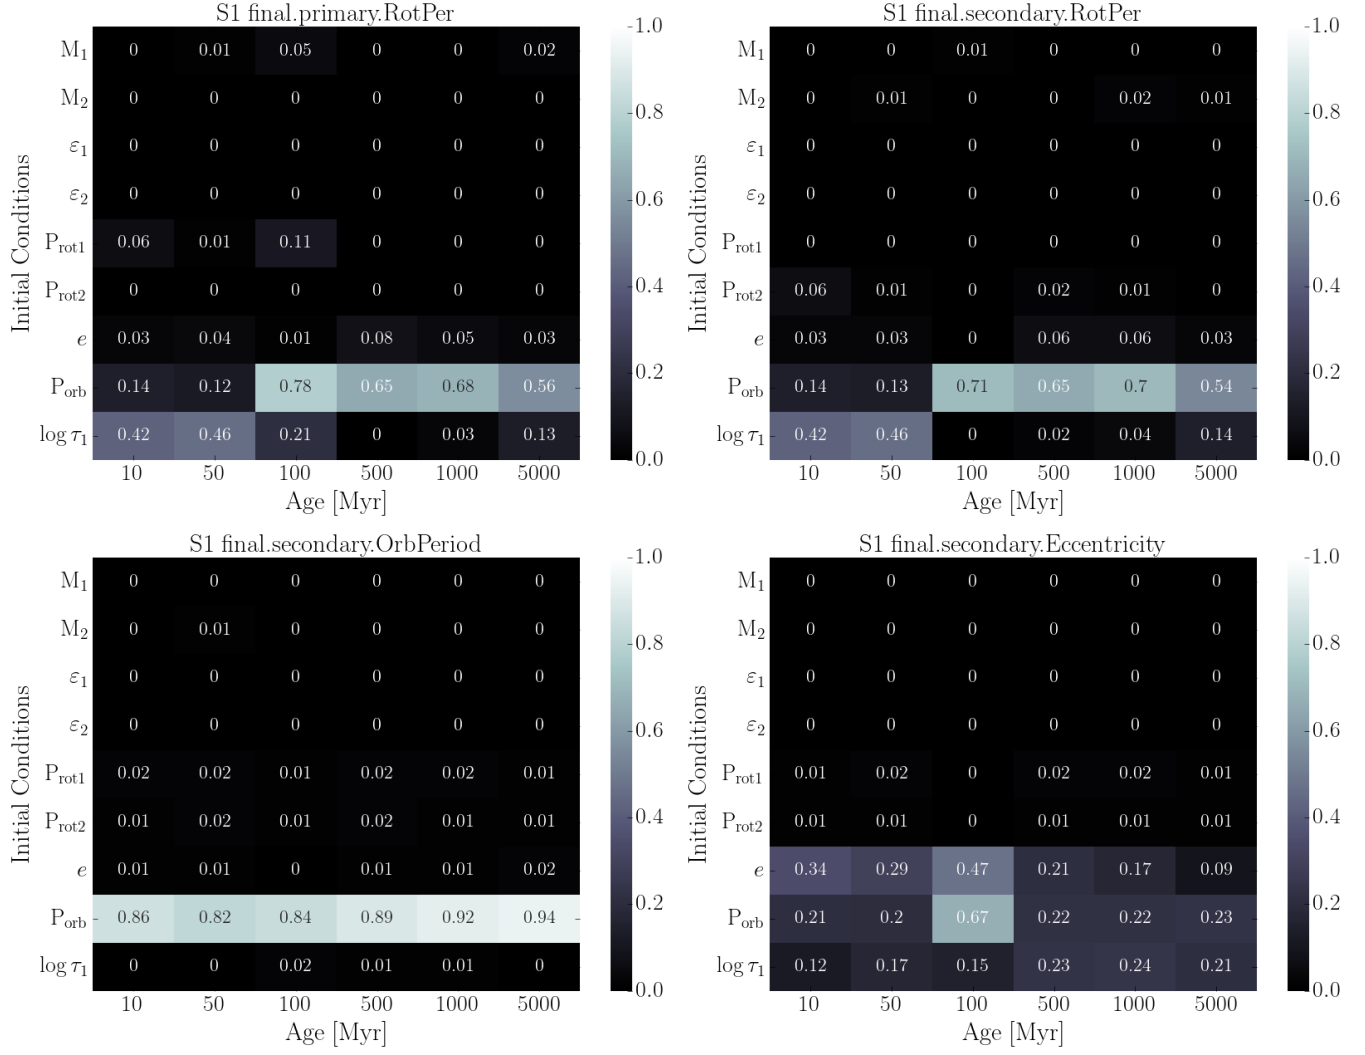 S1 final.primary.RotPer
Initial Conditions
M1 0 0.01 0.05 0 0 0.02
M2 0 0 0 0 0 0
ε1 0 0 0 0 0 0
ε2 0 0 0 0 0 0
Prot1 0.06 0.01 0.11 0 0 0
Prot2 0 0 0 0 0 0
e 0.03 0.04 0.01 0.08 0.05 0.03
Porb 0.14 0.12 0.78 0.65 0.68 0.56
log τ1 0.42 0.46 0.21 0 0.03 0.13
10 50 100 500 1000 5000
Age [Myr]
1.0
0.8
0.6
0.4
0.2
0.0
S1 final.secondary.RotPer
Initial Conditions
M1 0 0 0.01 0 0 0
M2 0 0.01 0 0 0.02 0.01
ε1 0 0 0 0 0 0
ε2 0 0 0 0 0 0
Prot1 0 0 0 0 0 0
Prot2 0.06 0.01 0 0.02 0.01 0
e 0.03 0.03 0 0.06 0.06 0.03
Porb 0.14 0.13 0.71 0.65 0.7 0.54
log τ1 0.42 0.46 0 0.02 0.04 0.14
10 50 100 500 1000 5000
Age [Myr]
1.0
0.8
0.6
0.4
0.2
0.0
S1 final.secondary.OrbPeriod
Initial Conditions
M1 0 0 0 0 0 0
M2 0 0.01 0 0 0 0
ε1 0 0 0 0 0 0
ε2 0 0 0 0 0 0
Prot1 0.02 0.02 0.01 0.02 0.02 0.01
Prot2 0.01 0.02 0.01 0.02 0.01 0.01
e 0.01 0.01 0 0.01 0.01 0.02
Porb 0.86 0.82 0.84 0.89 0.92 0.94
log τ1 0 0 0.02 0.01 0.01 0
10 50 100 500 1000 5000
Age [Myr]
1.0
0.8
0.6
0.4
0.2
0.0
S1 final.secondary.Eccentricity
Initial Conditions
M1 0 0 0 0 0 0
M2 0 0 0 0 0 0
ε1 0 0 0 0 0 0
ε2 0 0 0 0 0 0
Prot1 0.01 0.02 0 0.02 0.02 0.01
Prot2 0.01 0.01 0 0.01 0.01 0.01
e 0.34 0.29 0.47 0.21 0.17 0.09
Porb 0.21 0.2 0.67 0.22 0.22 0.23
log τ1 0.12 0.17 0.15 0.23 0.24 0.21
10 50 100 500 1000 5000
Age [Myr]
1.0
0.8
0.6
0.4
0.2
0.0